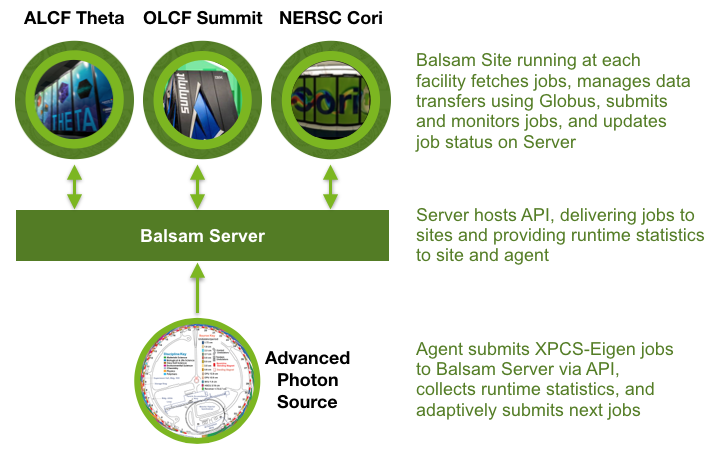 ALCF Theta OLCF Summit NERSC Cori
THETA
summit
Cori
Balsam Site running at each
facility fetches jobs, manages data
transfers using Globus, submits
and monitors jobs, and updates
job status on Server
Balsam Server
Server hosts API, delivering jobs to
sites and providing runtime statistics
to site and agent
Advanced
Photon
Source
Agent submits XPCS-Eigen jobs
to Balsam Server via API,
collects runtime statistics, and
adaptively submits next jobs